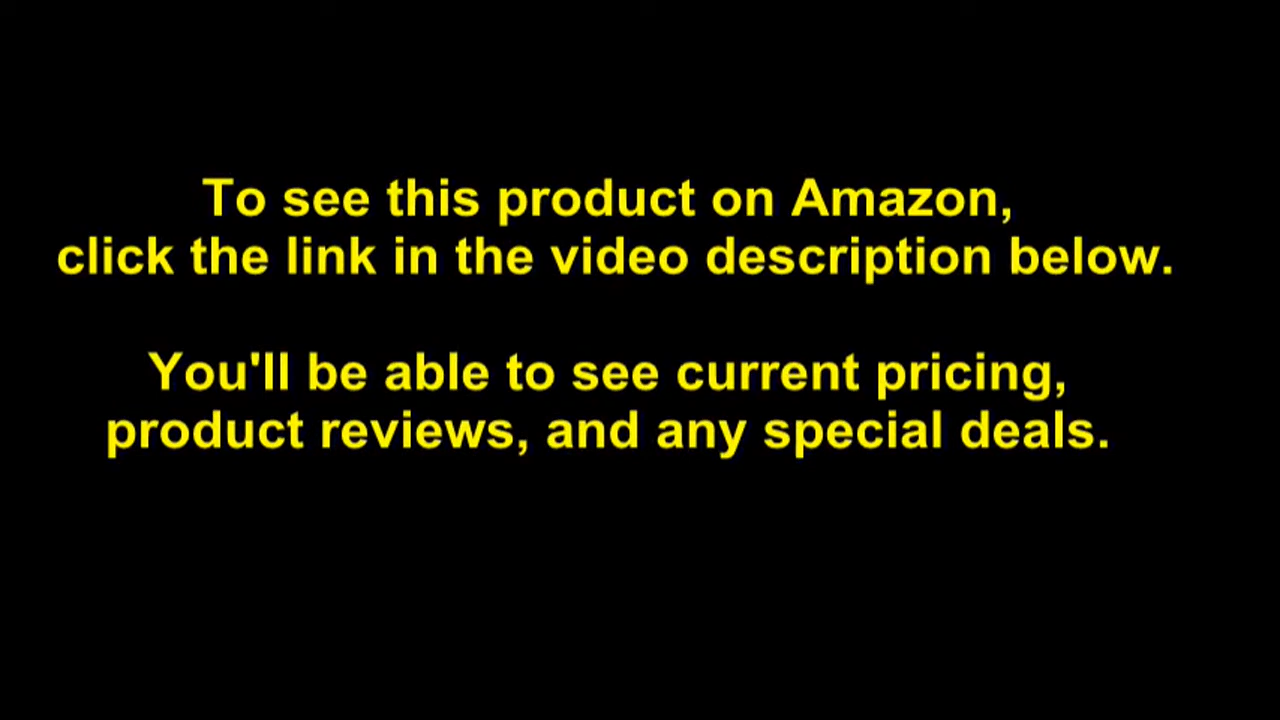 To see this product on Amazon,
click the link in the video description below.
You'll be able to see current pricing,
product reviews, and any special deals.